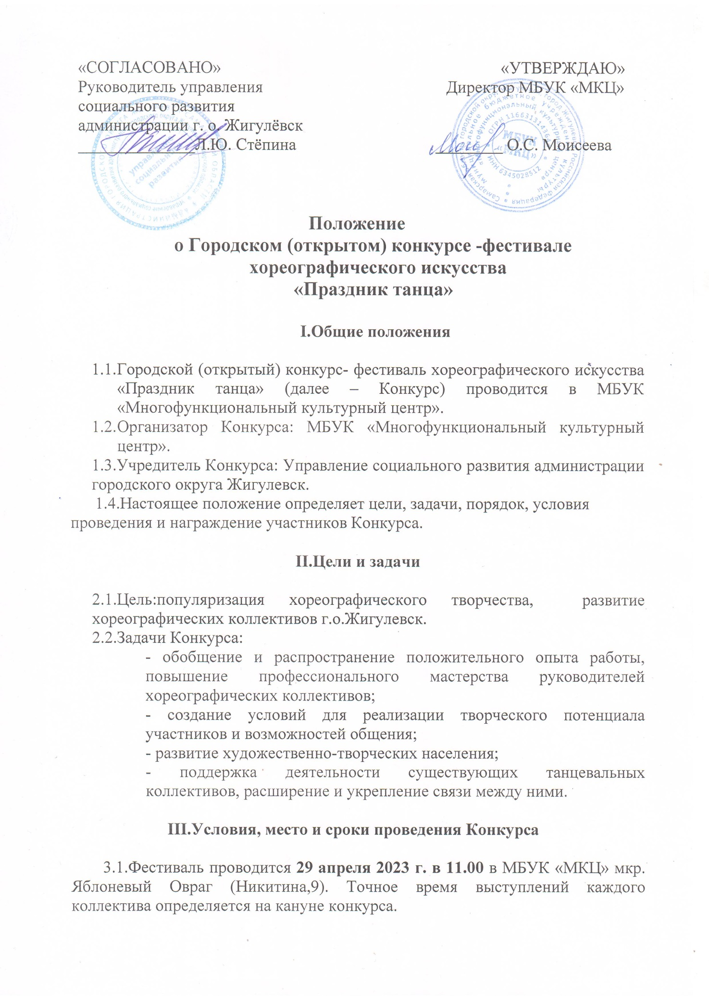 «СОГЛАСОВАНО»
Руководитель управления
социального развития
администрации г. о. Жигулёвск
Л.Ю. Стёпина
«УТВЕРЖДАЮ»
Директор МБУК «МКЦ»
О.С. Моисеева
управление
социального
развития
МБУК
«МКЦ»
ИНН 6345028512
Положение
о Городском (открытом) конкурсе -фестивале
хореографического искусства
«Праздник танца»
I.Общие положения
1.1.Городской (открытый) конкурс- фестиваль хореографического искусства
«Праздник танца» (далее – Конкурс) проводится в МБУК
«Многофункциональный культурный центр».
1.2.Организатор Конкурса: МБУК «Многофункциональный культурный
центр».
1.3.Учредитель Конкурса: Управление социального развития администрации
городского округа Жигулевск.
1.4.Настоящее положение определяет цели, задачи, порядок, условия
проведения и награждение участников Конкурса.
II.Цели и задачи
2.1.Цель:популяризация хореографического творчества, развитие
хореографических коллективов г.о.Жигулевск.
2.2.Задачи Конкурса:
- обобщение и распространение положительного опыта работы,
повышение профессионального мастерства руководителей
хореографических коллективов;
- создание условий для реализации творческого потенциала
участников и возможностей общения;
- развитие художественно-творческих населения;
- поддержка деятельности существующих танцевальных
коллективов, расширение и укрепление связи между ними.
III.Условия, место и сроки проведения Конкурса
3.1.Фестиваль проводится 29 апреля 2023 г. в 11.00 в МБУК «МКЦ» мкр.
Яблоневый Овраг (Никитина,9). Точное время выступлений каждого
коллектива определяется на кануне конкурса.